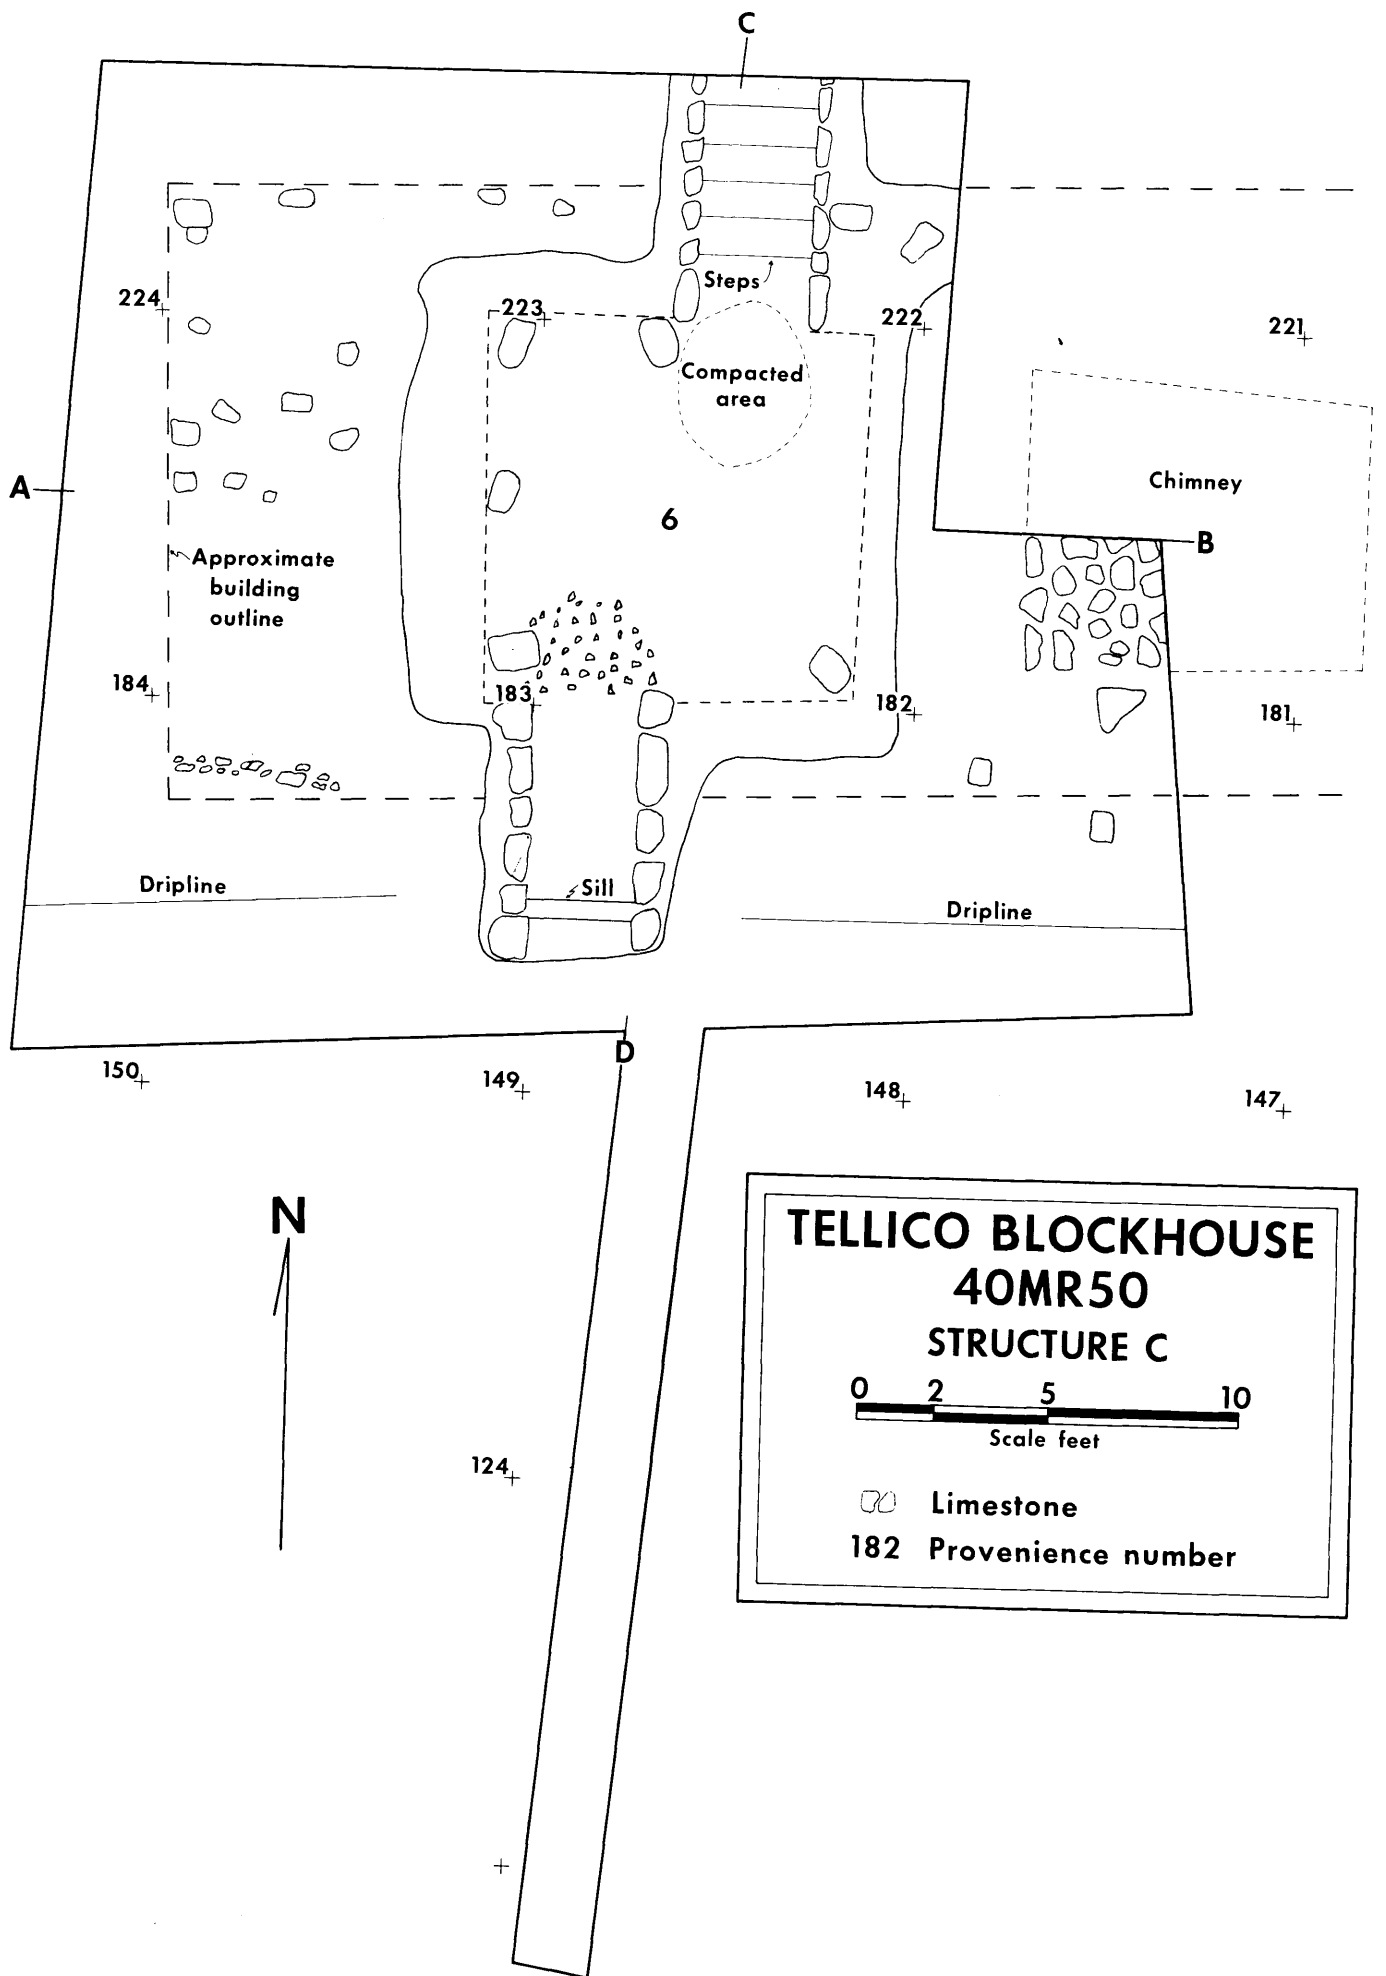 C
Steps
224
223
222
221
Compacted
area
Chimney
A
6
B
Approximate
building
outline
184
183
182
181
Dripline
Sill
Dripline
D
150
149
148
147
N
TELLICO BLOCKHOUSE
40MR50
STRUCTURE C
0 2 5 10
Scale feet
Limestone
182 Provenience number
124